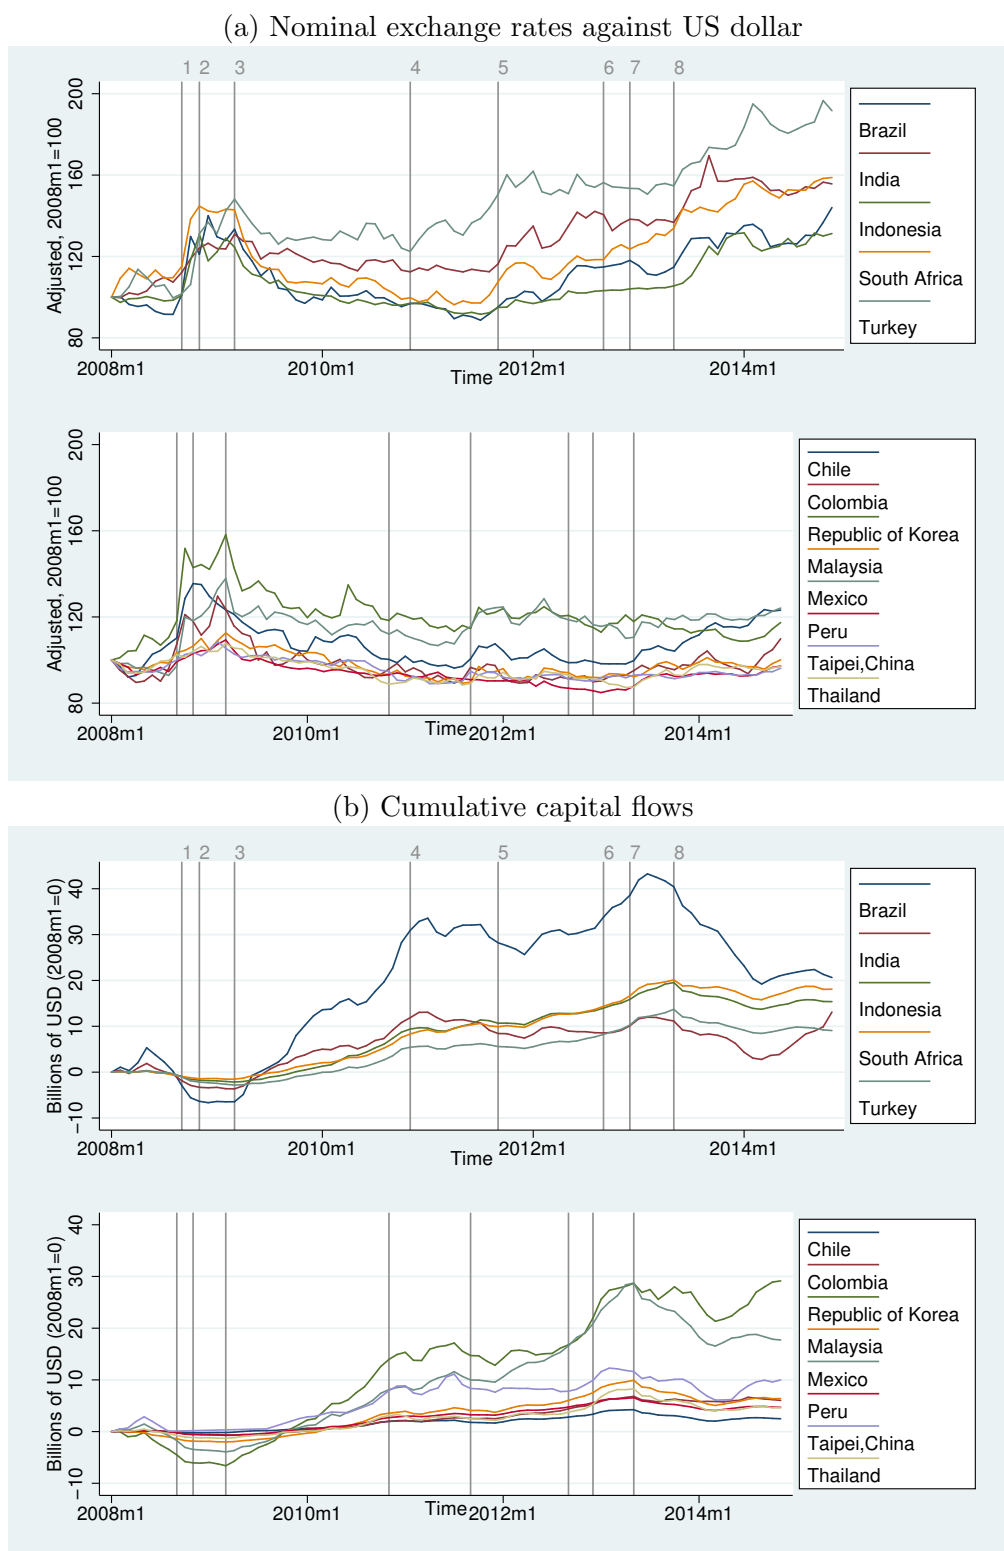 (a) Nominal exchange rates against US dollar
1 2 3 4 5 6 7 8
Adjusted, 2008m1=100
200
160
120
80
2008m1 2010m1 2012m1 2014m1
Time
Brazil
India
Indonesia
South Africa
Turkey
Adjusted, 2008m1=100
200
160
120
80
2008m1 2010m1 2012m1 2014m1
Time
Chile
Colombia
Republic of Korea
Malaysia
Mexico
Peru
Taipei,China
Thailand
(b) Cumulative capital flows
1 2 3 4 5 6 7 8
Billions of USD (2008m1=0)
40
30
20
10
0
−10
2008m1 2010m1 2012m1 2014m1
Time
Brazil
India
Indonesia
South Africa
Turkey
Billions of USD (2008m1=0)
40
30
20
10
0
−10
2008m1 2010m1 2012m1 2014m1
Time
Chile
Colombia
Republic of Korea
Malaysia
Mexico
Peru
Taipei,China
Thailand